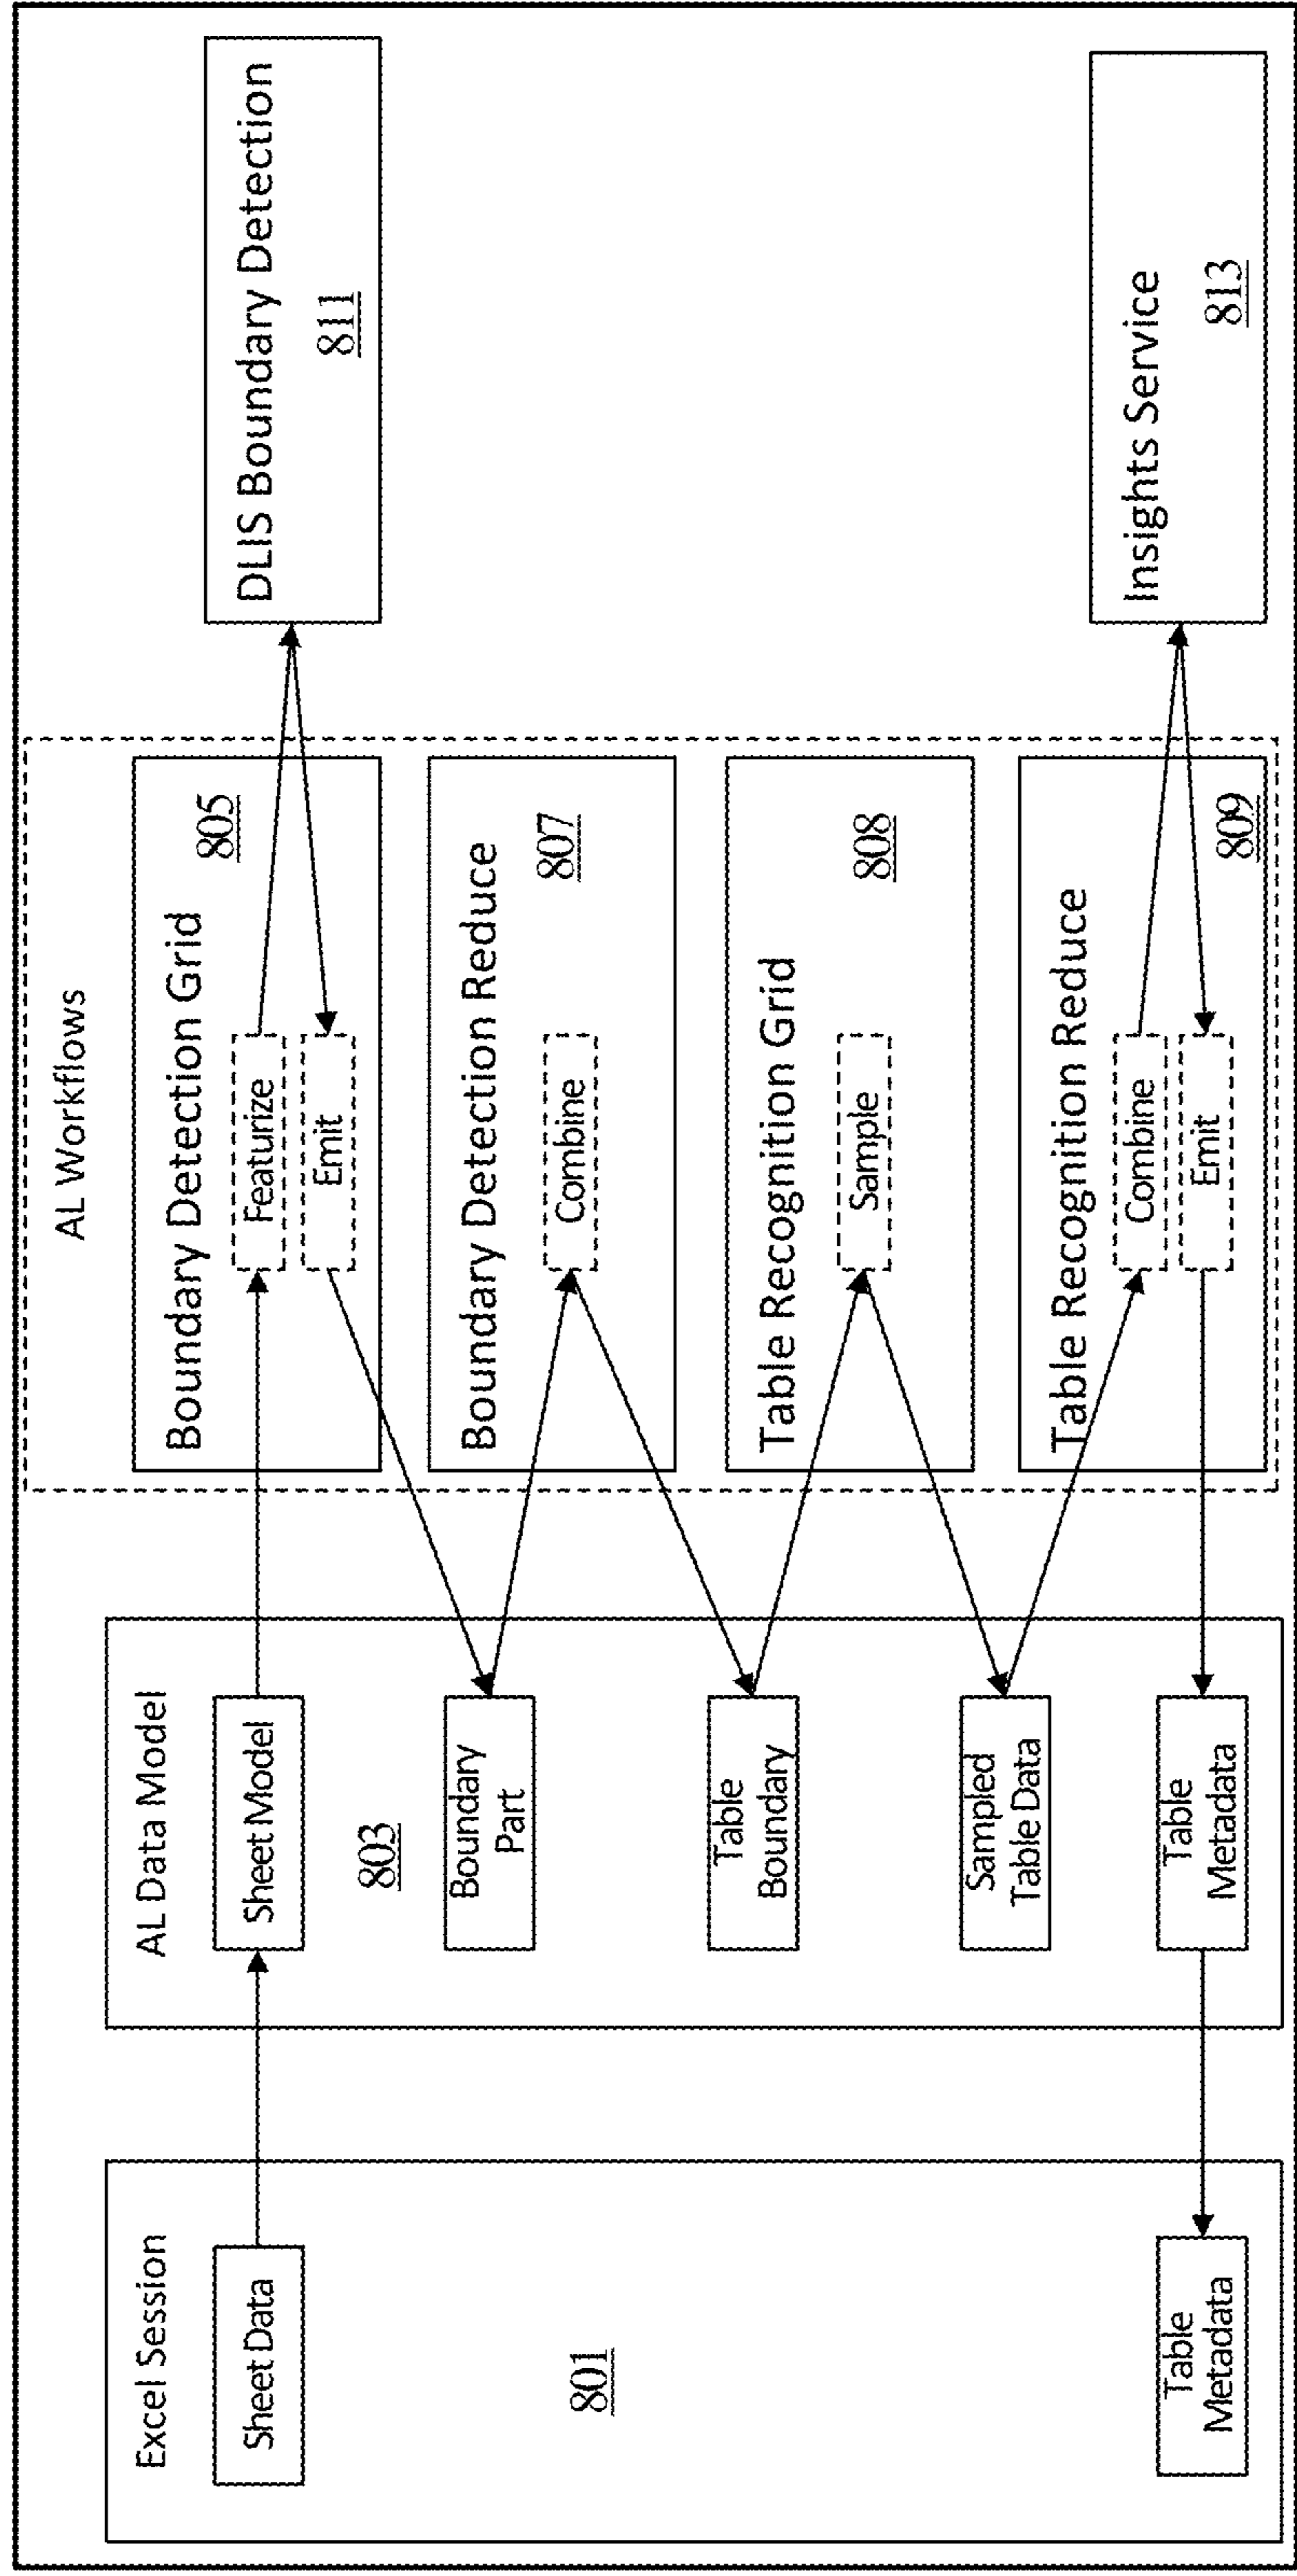 Excel Session
Sheet Data
801
Table
Metadata
AL Data Model
Sheet Model
803
Boundary
Part
Table
Boundary
Sampled
Table Data
Table
Metadata
AL Workflows
Boundary Detection Grid
805
Featurize
Emit
Boundary Detection Reduce
807
Combine
Table Recognition Grid
808
Sample
Table Recognition Reduce
809
Combine
Emit
DLIS Boundary Detection
811
Insights Service
813